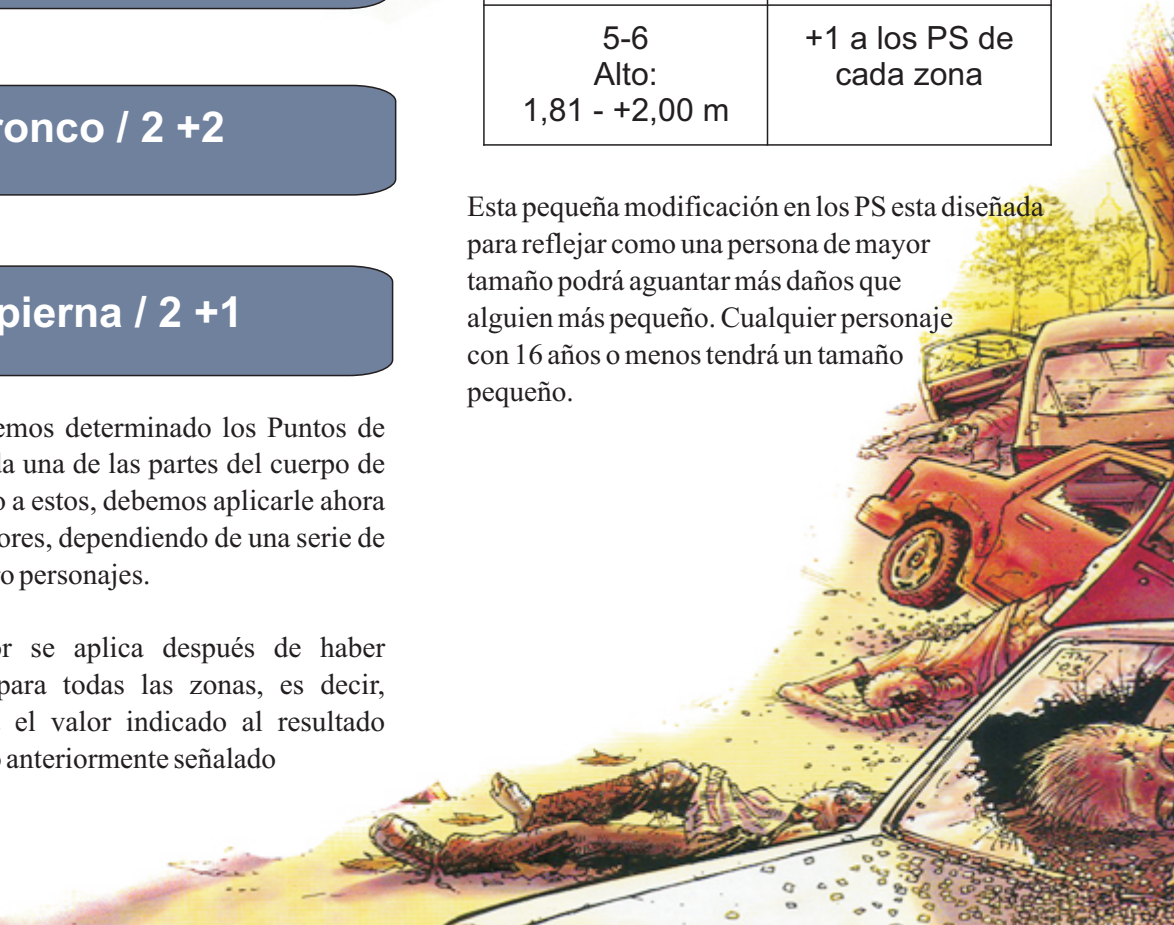 ronco / 2 +2
pierna / 2 +1
emos determinado los Puntos de
a una de las partes del cuerpo de
o a estos, debemos aplicarle ahora
ores, dependiendo de una serie de
o personajes.
or se aplica después de haber
para todas las zonas, es decir,
el valor indicado al resultado
o anteriormente señalado
5-6
Alto:
1,81 - +2,00 m
+1 a los PS de
cada zona
Esta pequeña modificación en los PS esta diseñada
para reflejar como una persona de mayor
tamaño podrá aguantar más daños que
alguien más pequeño. Cualquier personaje
con 16 años o menos tendrá un tamaño
pequeño.